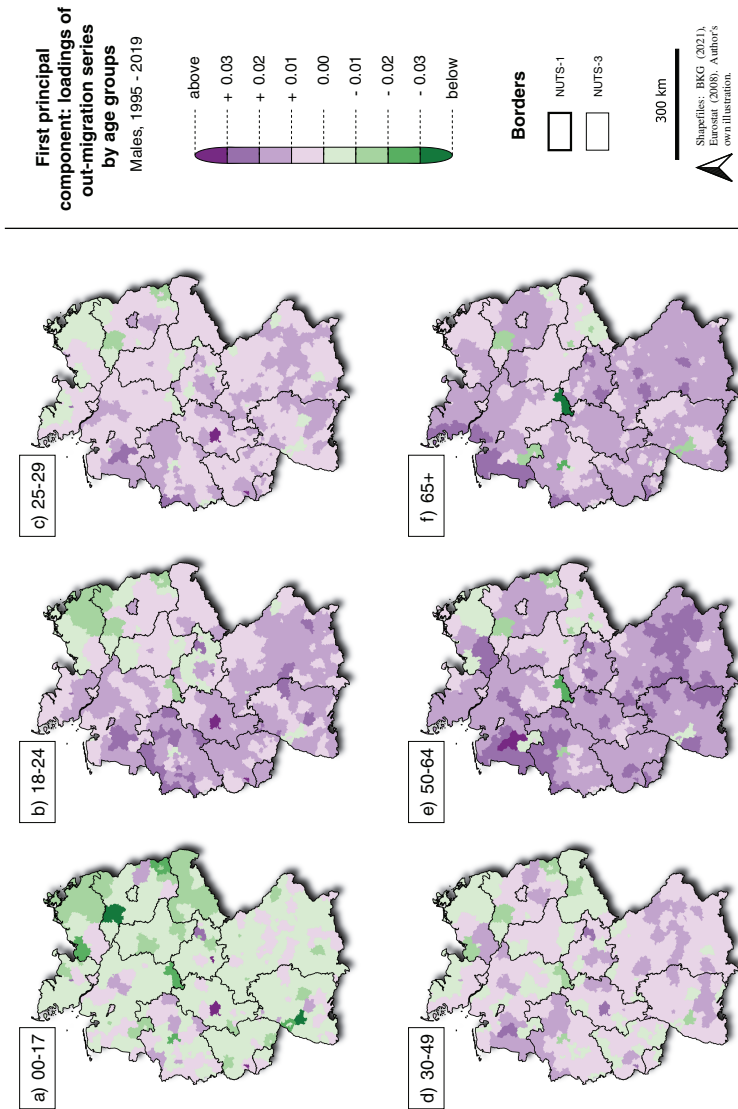 First principal
component: loadings of
out-migration series
by age groups
Males, 1995 - 2019
above
+ 0.03
+ 0.02
+ 0.01
0.00
- 0.01
- 0.02
- 0.03
below
Borders
NUTS-1
NUTS-3
300 km
Shapefiles: BKG (2021),
Eurostat (2008). Author's
own illustration.
a) 00-17
b) 18-24
c) 25-29
d) 30-49
e) 50-64
f) 65+